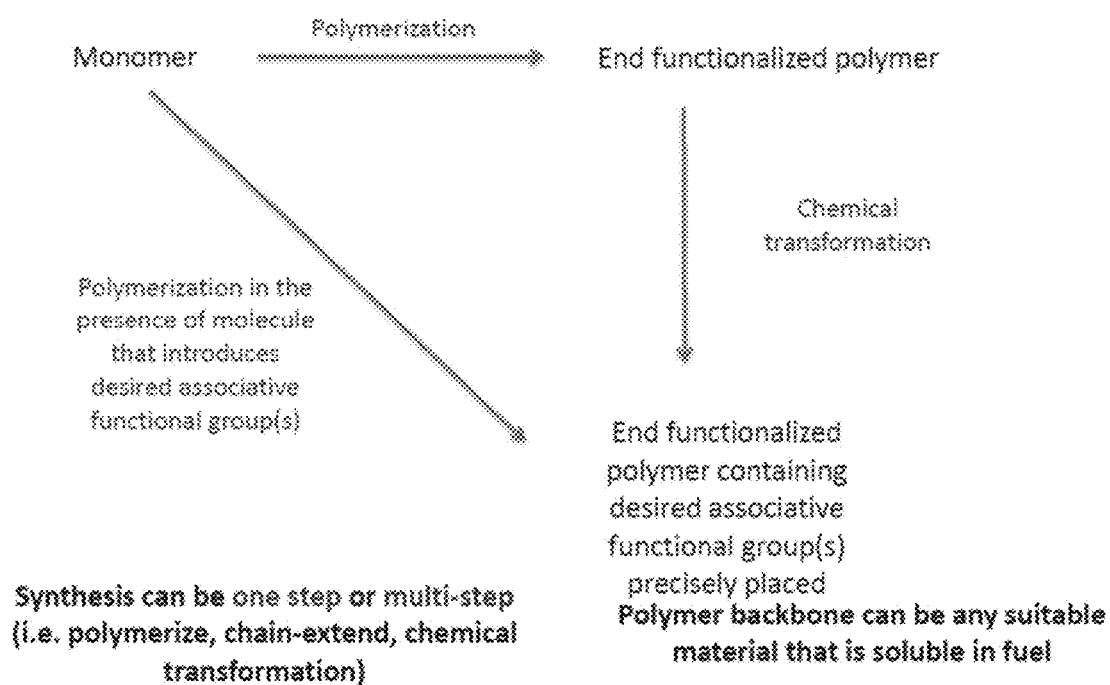 Polymerization
Monomer
End functionalized polymer
Chemical
transformation
Polymerization in the
presence of molecule
that introduces
desired associative
functional group(s)
End functionalized
polymer containing
desired associative
functional group(s)
precisely placed
Synthesis can be one step or multi-step
(i.e. polymerize, chain-extend, chemical
transformation)
Polymer backbone can be any suitable
material that is soluble in fuel